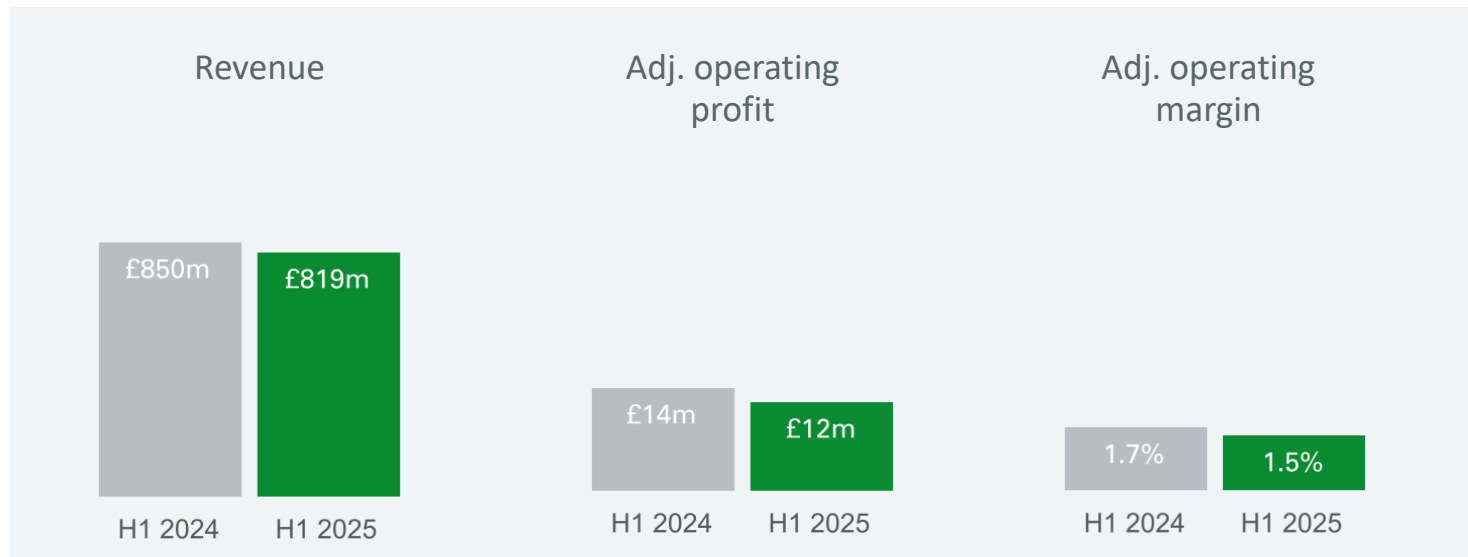 Revenue
£850m
£819m
H1 2024
H1 2025
Adj. operating
profit
£14m
£12m
H1 2024
H1 2025
Adj. operating
margin
1.7%
1.5%
H1 2024
H1 2025